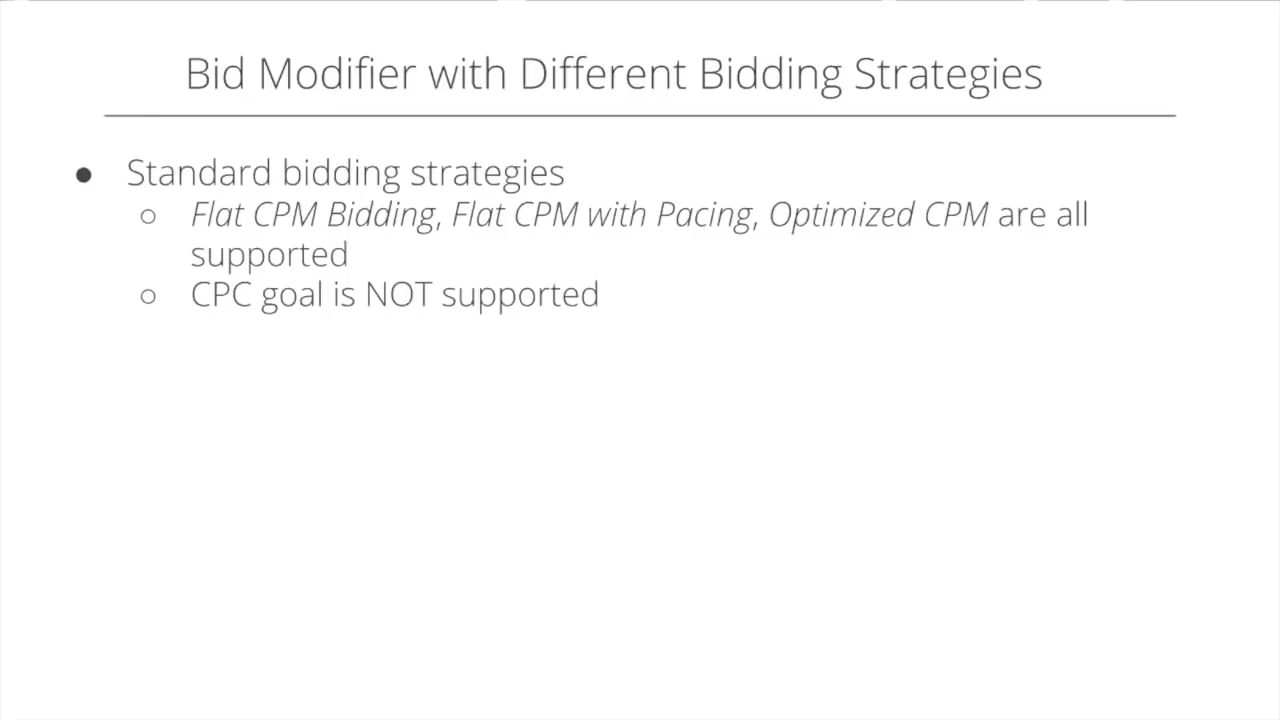 Bid Modifier with Different Bidding Strategies
● Standard bidding strategies
○ Flat CPM Bidding, Flat CPM with Pacing, Optimized CPM are all
supported
○ CPC goal is NOT supported